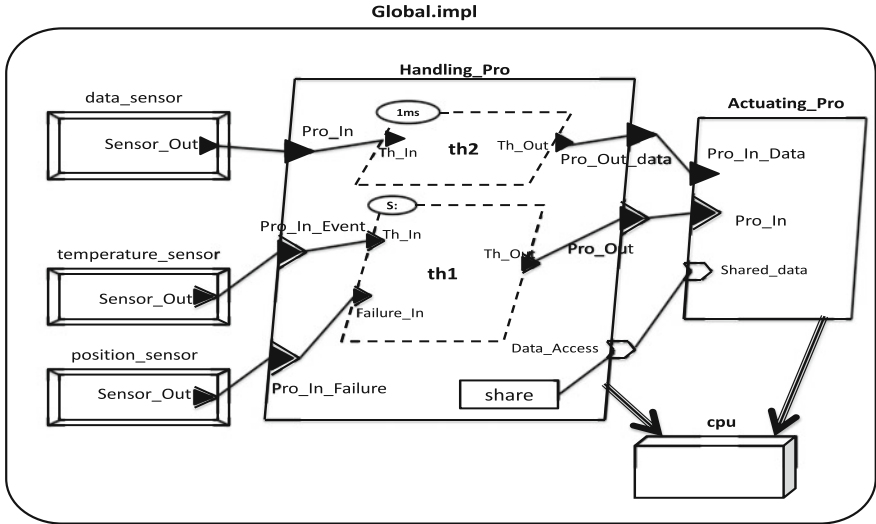 Global.impl
Handling_Pro
data_sensor
Actuating_Pro
1ms
Sensor_Out
Pro_In
Th_In
th2
Th_Out
Pro_Out_data
Pro_In_Data
S:
Pro_In_Event
Th_In
Pro_In
temperature_sensor
Th_Out
Pro_Out
th1
Shared_data
Sensor_Out
Failure_In
position_sensor
Data_Access
Pro_In_Failure
Sensor_Out
share
cpu